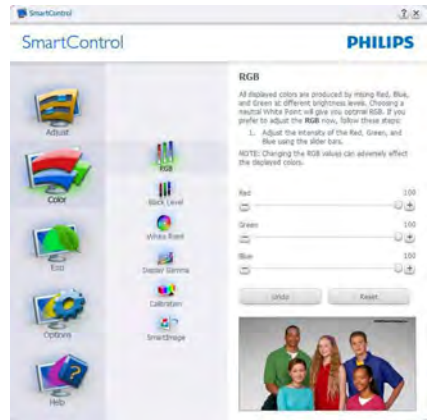 SmartControl
? ×
SmartControl
PHILIPS
Adjust
Color
Eco
Options
Help
RGB
Black Level
White Point
Display Gamma
Calibration
SmartImage
RGB
All displayed colors are produced by mixing Red, Blue,
and Green at different brightness levels. Choosing a
neutral White Point will give you optimal RGB. If you
prefer to adjust the RGB now, follow these steps:
1. Adjust the intensity of the Red, Green, and
Blue using the slider bars.
NOTE: Changing the RGB values can adversely affect
the displayed colors.
Red 100
Green 100
Blue 100
Undo Reset